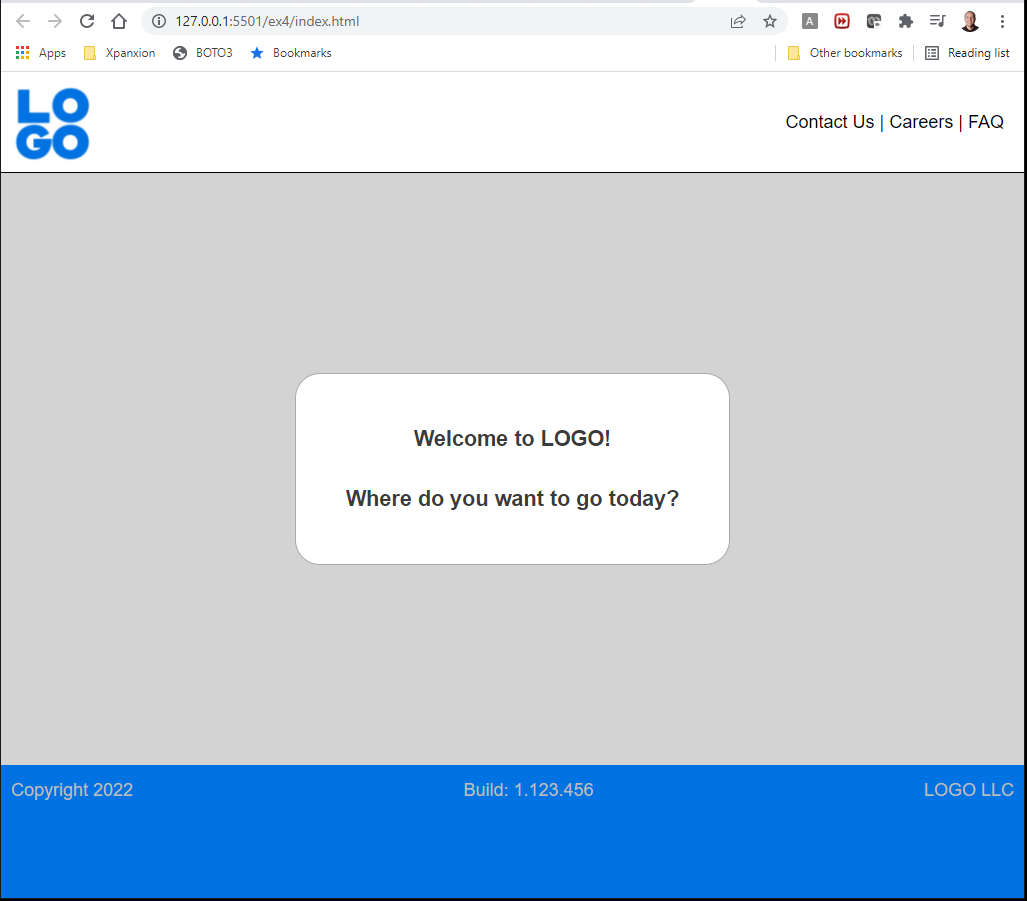 127.0.0.1:5501/ex4/index.html
A
Apps Xpanxion BOTO3 Bookmarks Other bookmarks Reading list
LO
GO
Contact Us | Careers | FAQ
Welcome to LOGO!
Where do you want to go today?
Copyright 2022 Build: 1.123.456 LOGO LLC